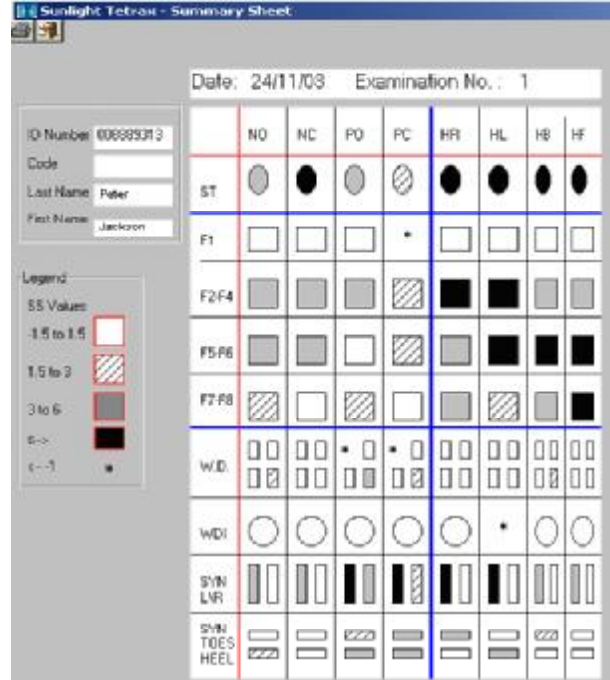 Sunlight Tetrax - Summary Sheet
Date: 24/11/03 Examination No. : 1
ID Number
Code
Last Name Peter
First Name Jackson
NO NC PO PC HR HL HB HF
ST
F1
F2-F4
F5-F6
F7-F8
W.D.
WDI
SYN
L\R
SYN
TOES
HEEL
Legend
SS Values
-1.5 to 1.5
1.5 to 3
3 to 6